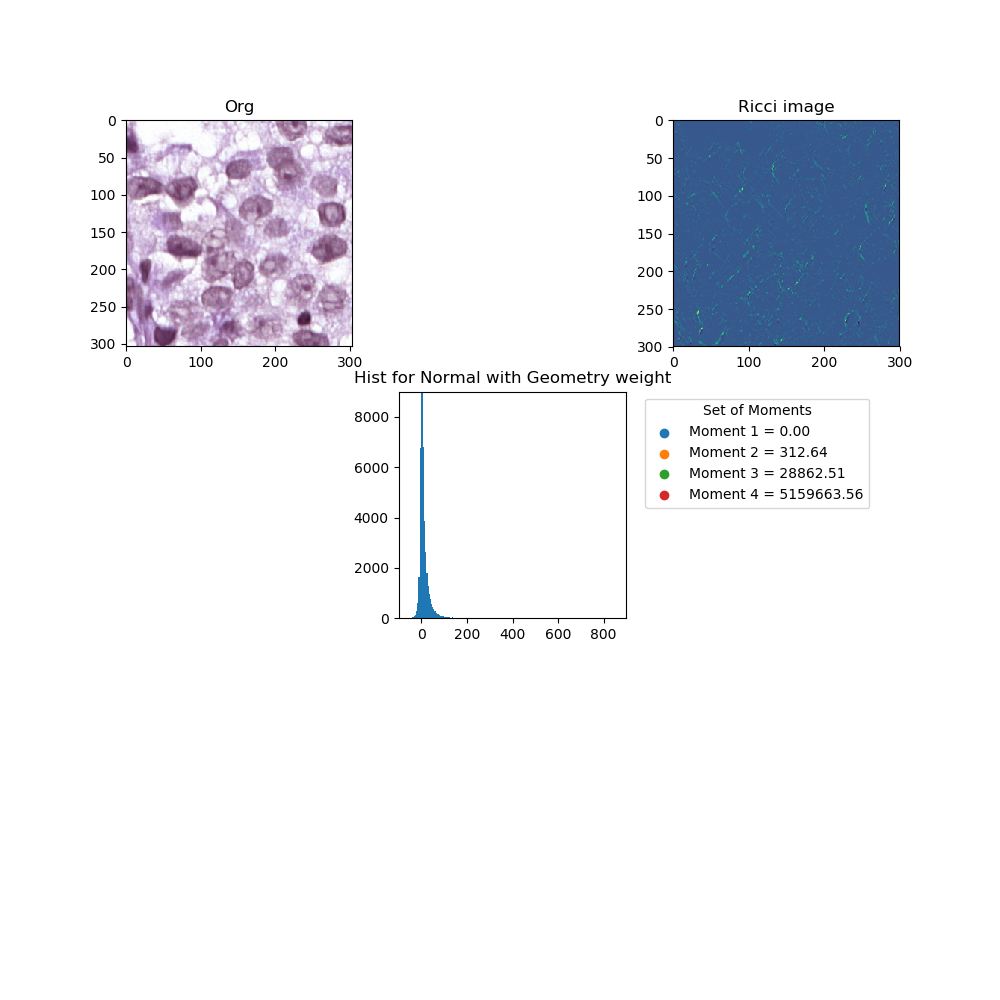 Org
0
50
100
150
200
250
300
0 100 200 300
Ricci image
0
50
100
150
200
250
300
0 100 200 300
Hist for Normal with Geometry weight
8000
6000
4000
2000
0
0 200 400 600 800
Set of Moments
Moment 1 = 0.00
Moment 2 = 312.64
Moment 3 = 28862.51
Moment 4 = 5159663.56